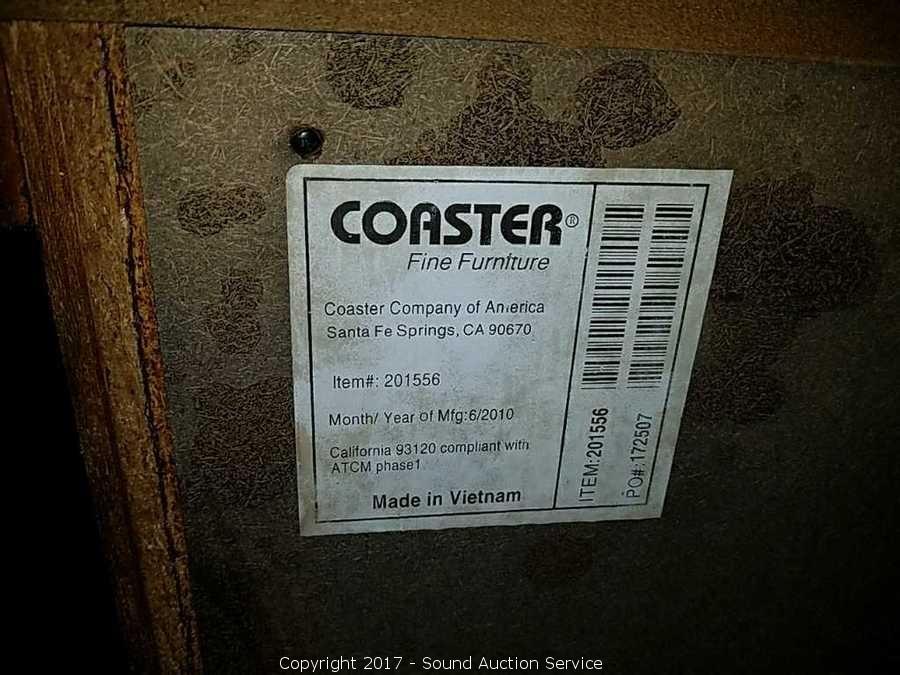 COASTER®
Fine Furniture
Coaster Company of America
Santa Fe Springs, CA 90670
Item#: 201556
Month/ Year of Mfg:6/2010
California 93120 compliant with
ATCM phase1
Made in Vietnam
ITEM:201556
PO#:172507
Copyright 2017 - Sound Auction Service